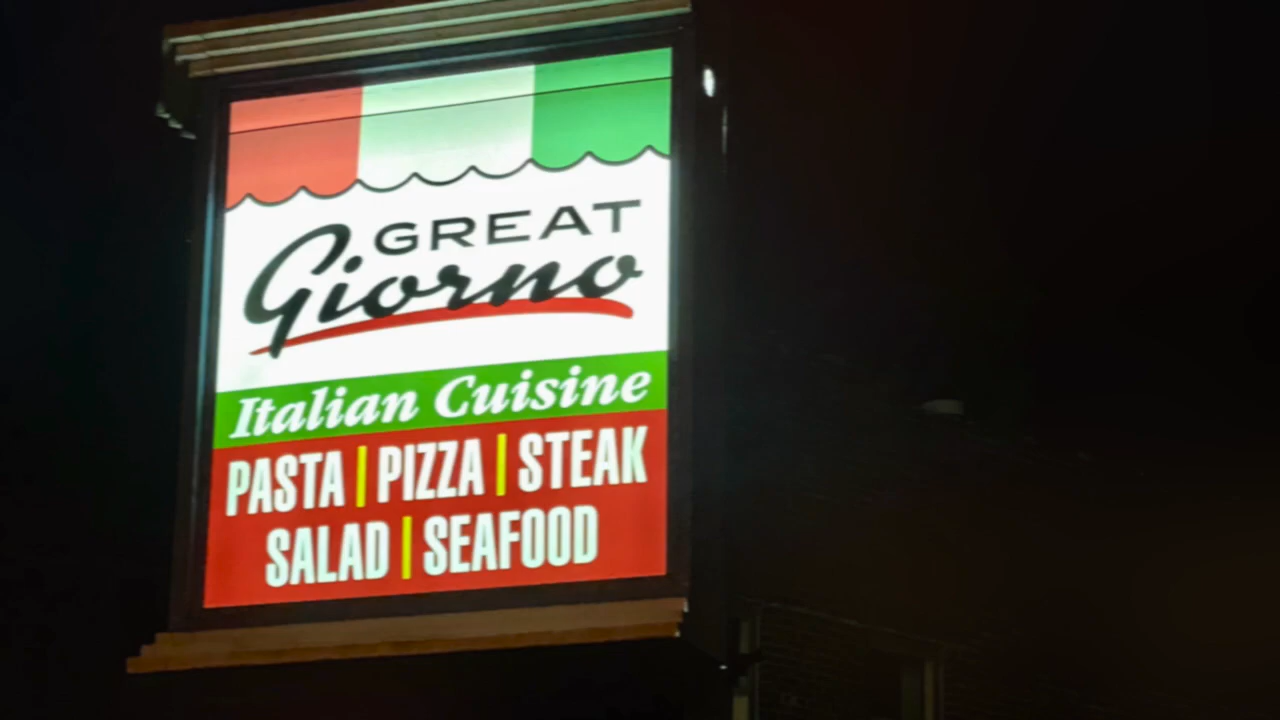 GREAT
Giorno
Italian Cuisine
PASTA | PIZZA | STEAK
SALAD | SEAFOOD